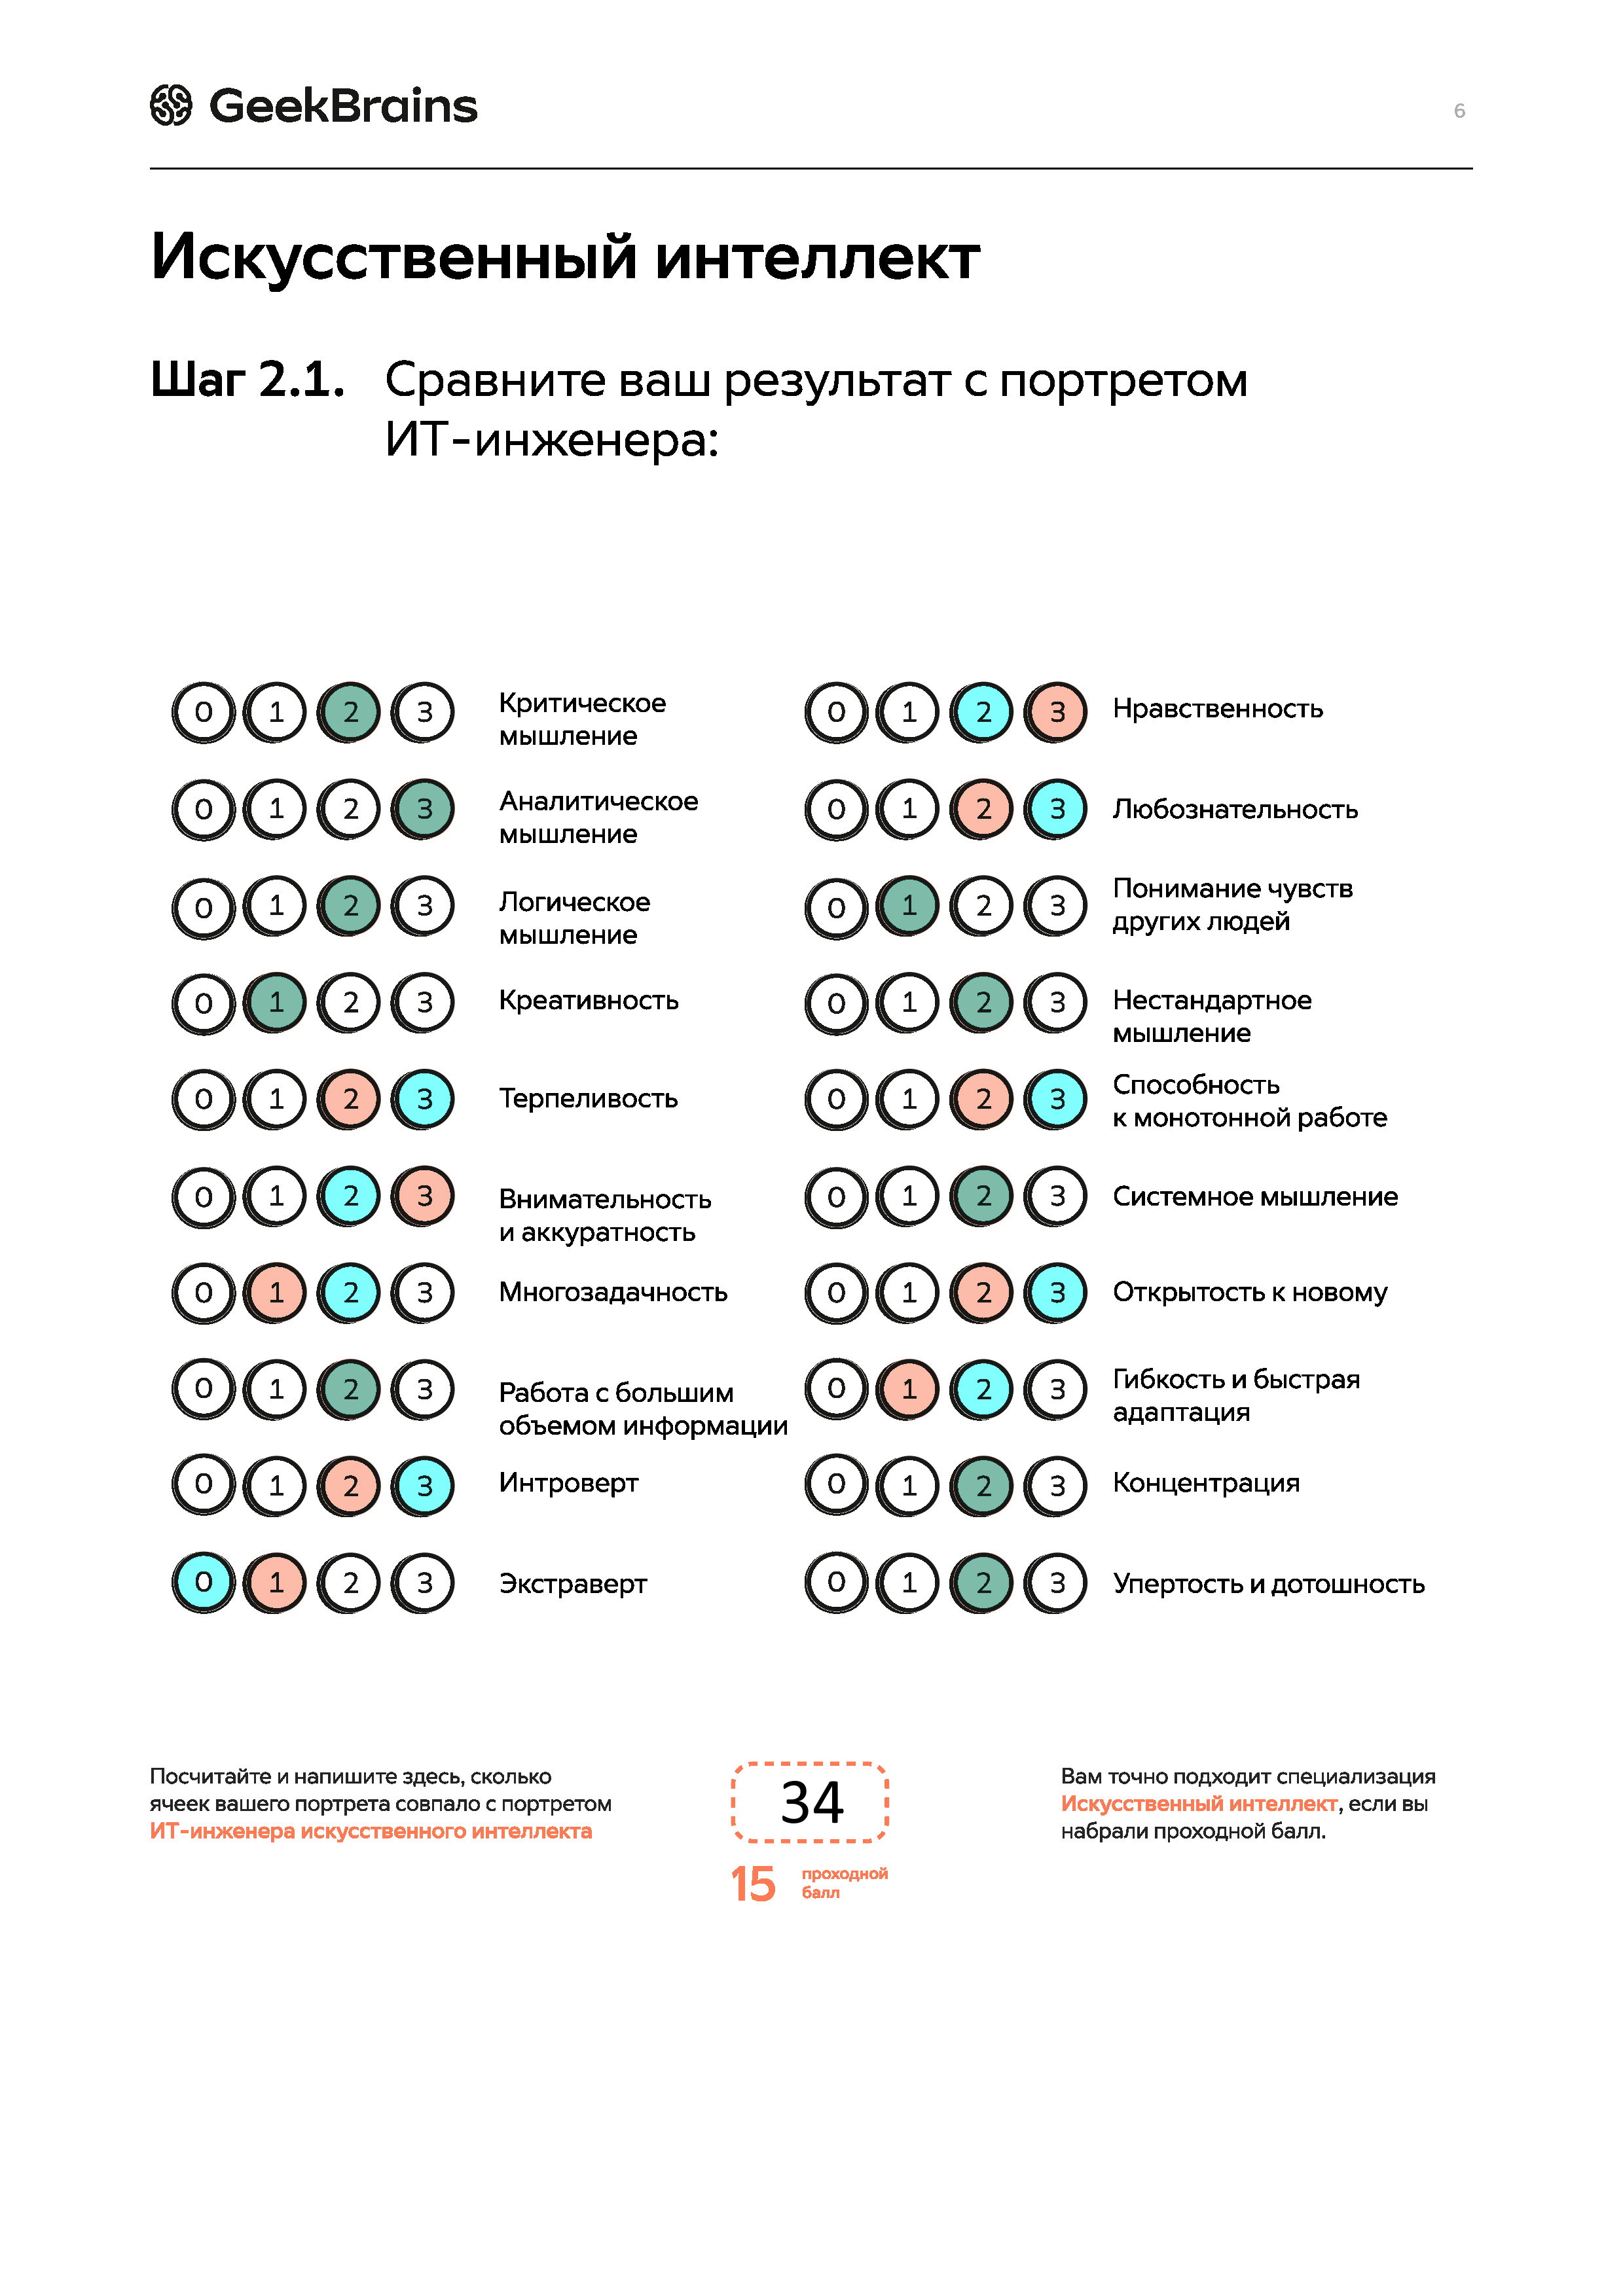 GeekBrains
6
Искусственный интеллект
Шаг 2.1. Сравните ваш результат с портретом
ИТ-инженера:
0 1 2 3 Критическое
мышление
0 1 2 3 Аналитическое
мышление
0 1 2 3 Логическое
мышление
0 1 2 3 Креативность
0 1 2 3 Терпеливость
0 1 2 3 Внимательность
и аккуратность
0 1 2 3 Многозадачность
0 1 2 3 Работа с большим
объемом информации
0 1 2 3 Интроверт
0 1 2 3 Экстраверт
0 1 2 3 Нравственность
0 1 2 3 Любознательность
0 1 2 3 Понимание чувств
других людей
0 1 2 3 Нестандартное
мышление
0 1 2 3 Способность
к монотонной работе
0 1 2 3 Системное мышление
0 1 2 3 Открытость к новому
0 1 2 3 Гибкость и быстрая
адаптация
0 1 2 3 Концентрация
0 1 2 3 Упертость и дотошность
Посчитайте и напишите здесь, сколько
ячеек вашего портрета совпало с портретом
ИТ-инженера искусственного интеллекта
34
15 проходной
балл
Вам точно подходит специализация
Искусственный интеллект, если вы
набрали проходной балл.